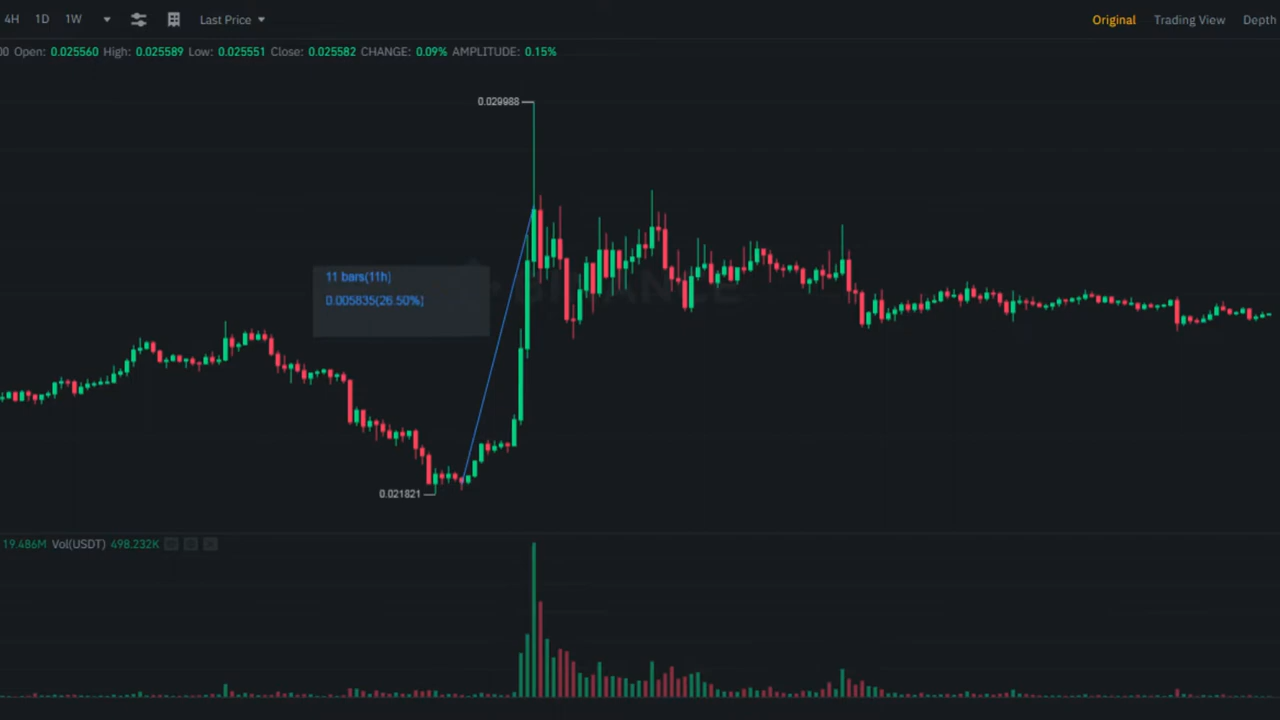 4H 1D 1W Last Price Original Trading View Depth
00 Open: 0.025560 High: 0.025589 Low: 0.025551 Close: 0.025582 CHANGE: 0.09% AMPLITUDE: 0.15%
0.029988
11 bars(11h)
0.005835(26.50%)
0.021821
19.486M Vol(USDT) 498.232K